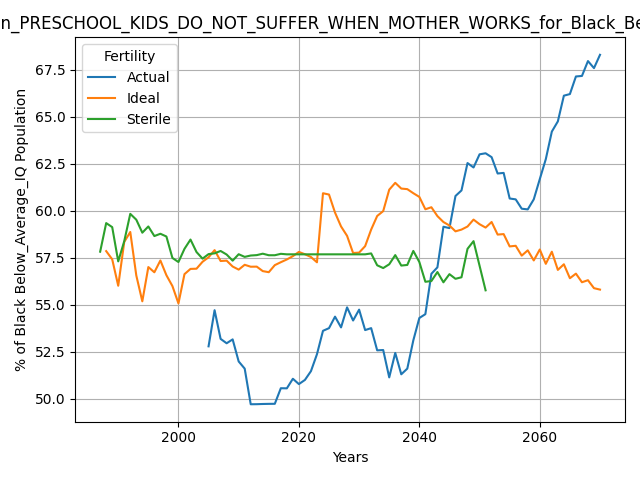 n_PRESCHOOL_KIDS_DO_NOT_SUFFER_WHEN_MOTHER_WORKS_for_Black_Be
Fertility
Actual
Ideal
Sterile
% of Black Below_Average_IQ Population
67.5
65.0
62.5
60.0
57.5
55.0
52.5
50.0
2000 2020 2040 2060
Years